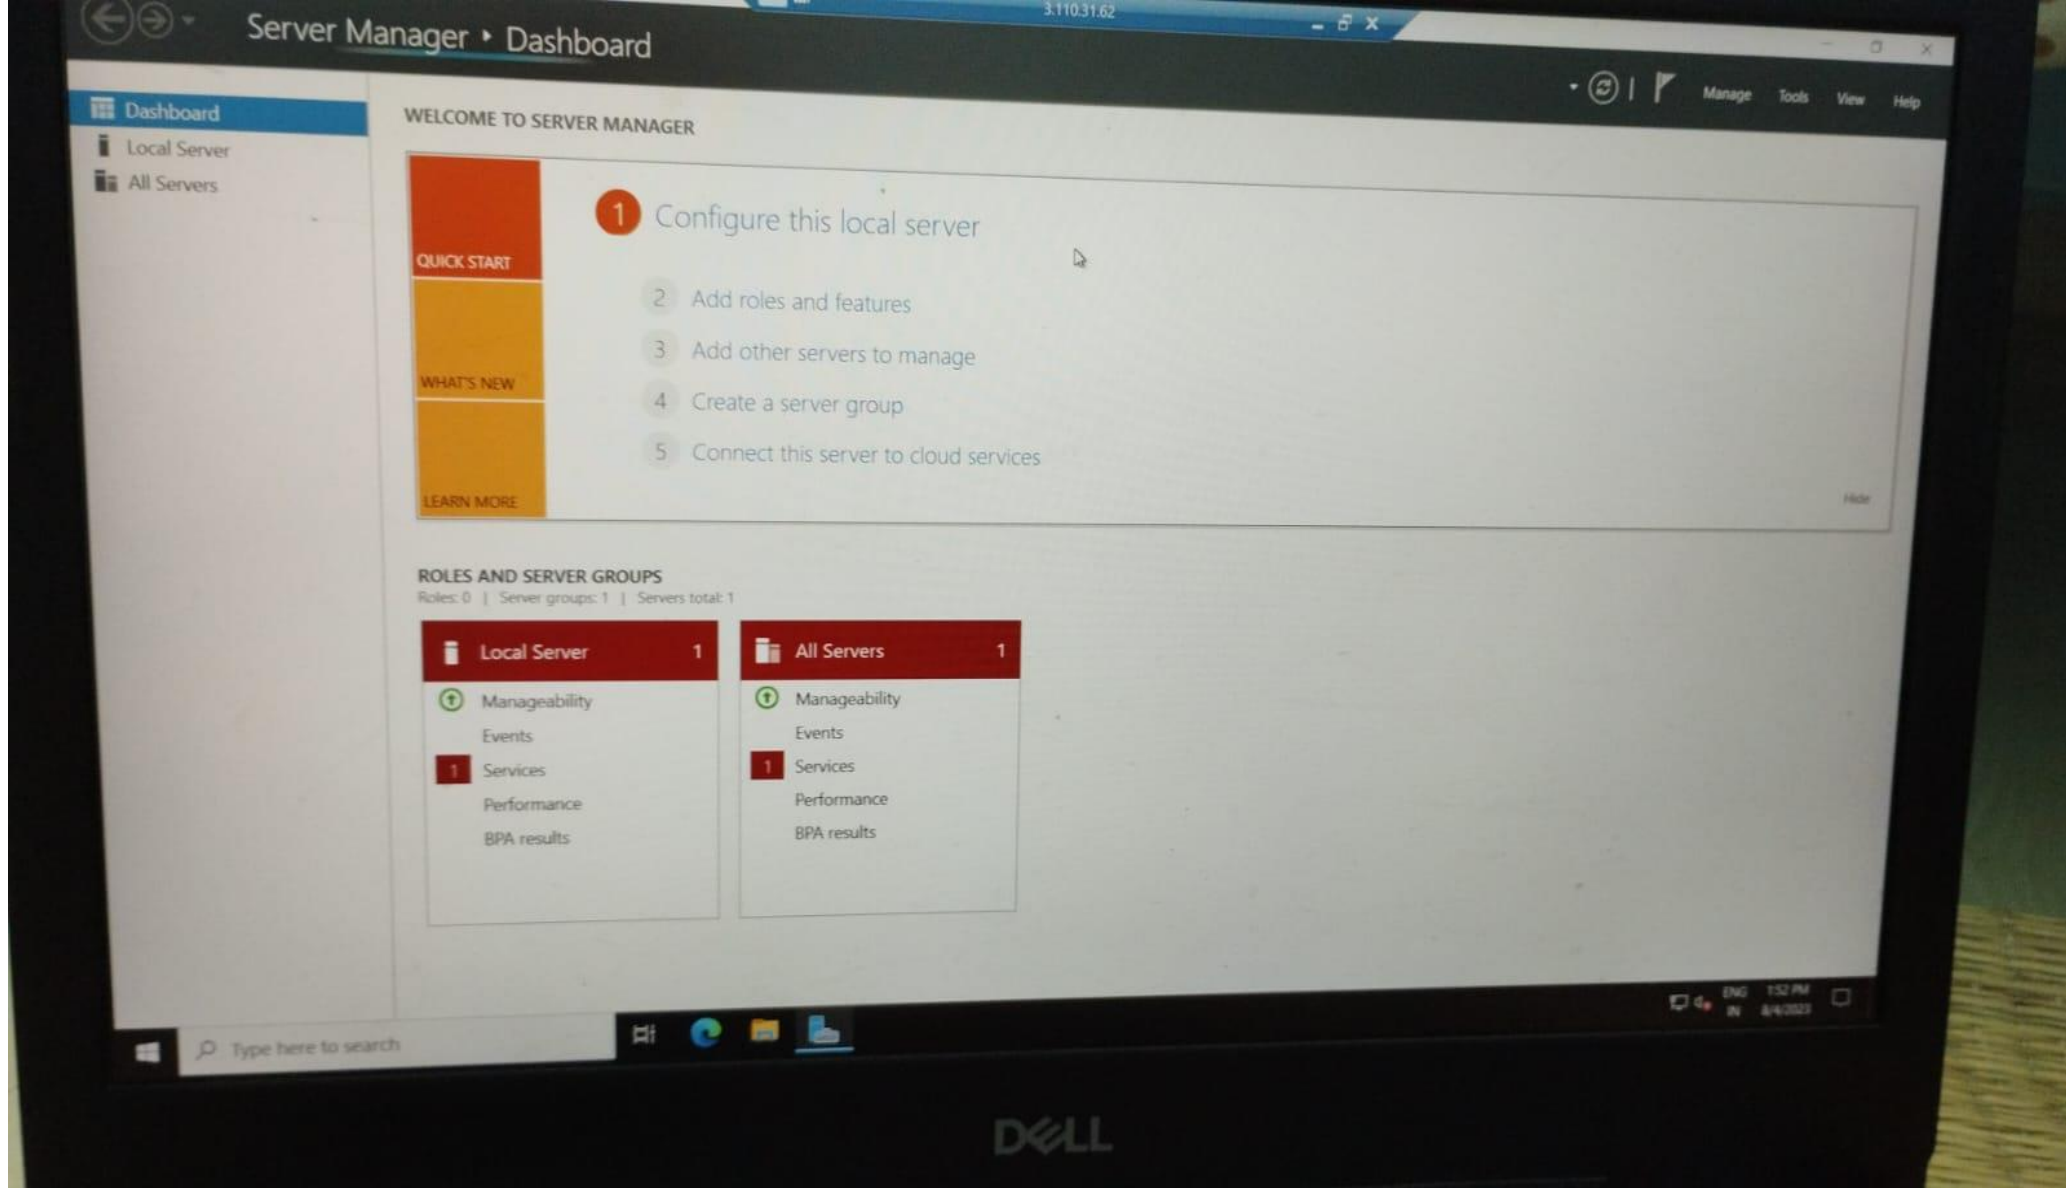 3.110.31.62
Server Manager ‣ Dashboard
Manage Tools View Help
Dashboard
Local Server
All Servers
WELCOME TO SERVER MANAGER
QUICK START
WHAT'S NEW
LEARN MORE
1 Configure this local server
2 Add roles and features
3 Add other servers to manage
4 Create a server group
5 Connect this server to cloud services
Hide
ROLES AND SERVER GROUPS
Roles: 0 | Server groups: 1 | Servers total: 1
Local Server 1
Manageability
Events
1 Services
Performance
BPA results
All Servers 1
Manageability
Events
1 Services
Performance
BPA results
Type here to search
ENG
IN
1:52 PM
8/4/2023
DELL